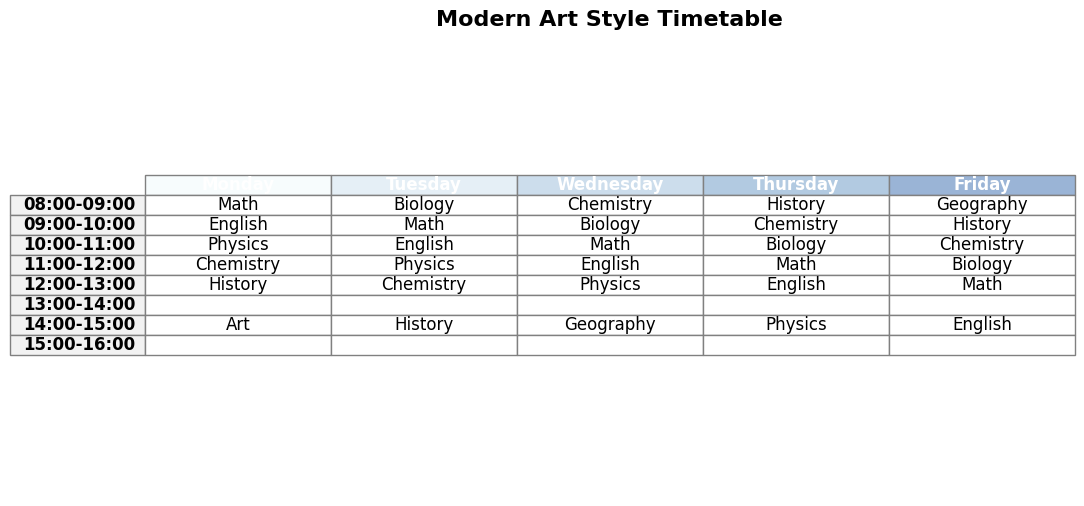 Modern Art Style Timetable
Monday Tuesday Wednesday Thursday Friday
08:00-09:00 Math Biology Chemistry History Geography
09:00-10:00 English Math Biology Chemistry History
10:00-11:00 Physics English Math Biology Chemistry
11:00-12:00 Chemistry Physics English Math Biology
12:00-13:00 History Chemistry Physics English Math
13:00-14:00
14:00-15:00 Art History Geography Physics English
15:00-16:00